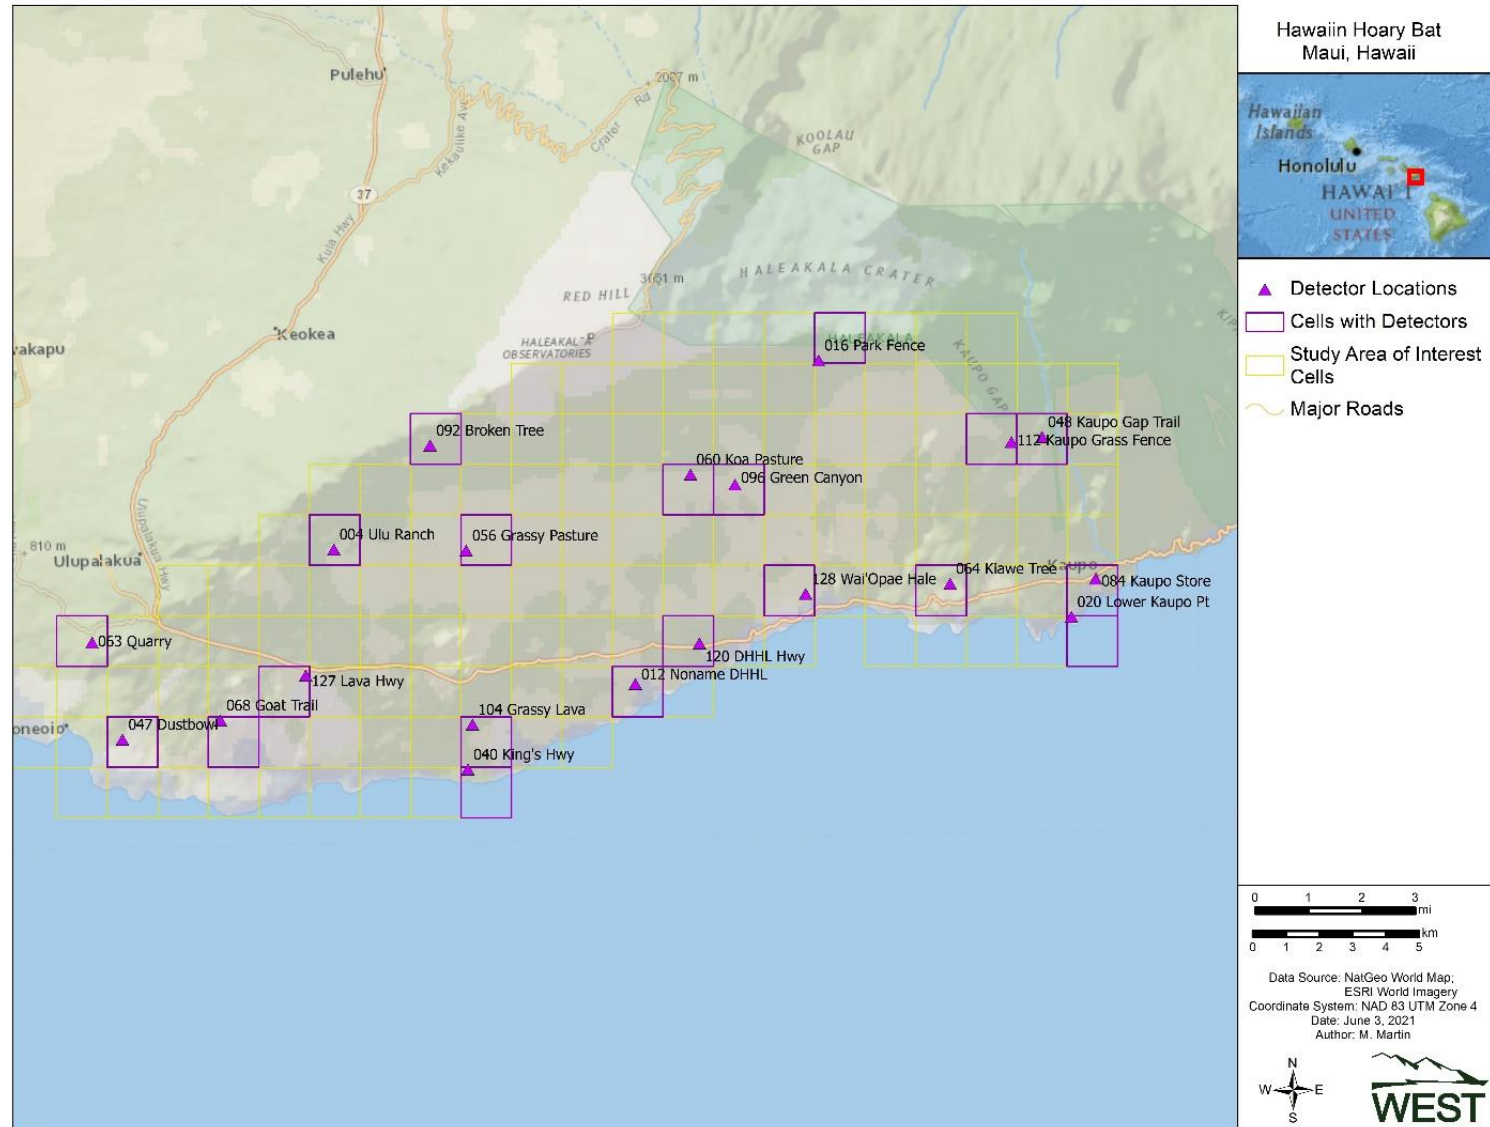 Hawaiin Hoary Bat
Maui, Hawaii
Hawaiian
Islands
Honolulu
HAWAI'I
UNITED
STATES
Detector Locations
Cells with Detectors
Study Area of Interest
Cells
Major Roads
Pulehu
2027 m
Crater Rd
Kekaulike Ave
KOOLAU
GAP
37
Kula Hwy
HALEAKALA CRATER
3051 m
RED HILL
Keokea
HALEAKALA
OBSERVATORIES
HALEAKALA
016 Park Fence
KAUPO GAP
092 Broken Tree
048 Kaupo Gap Trail
112 Kaupo Grass Fence
060 Koa Pasture
096 Green Canyon
004 Ulu Ranch
056 Grassy Pasture
810 m
Ulupalakua
Ulupalakua Hwy
Kaupo
064 Kiawe Tree
128 Wai'Opae Hale
084 Kaupo Store
020 Lower Kaupo Pt
063 Quarry
120 DHHL Hwy
127 Lava Hwy
012 Noname DHHL
068 Goat Trail
104 Grassy Lava
047 Dustbowl
oneoio
040 King's Hwy
0 1 2 3
mi
km
0 1 2 3 4 5
Data Source: NatGeo World Map;
ESRI World Imagery
Coordinate System: NAD 83 UTM Zone 4
Date: June 3, 2021
Author: M. Martin
N
W E
S
WEST